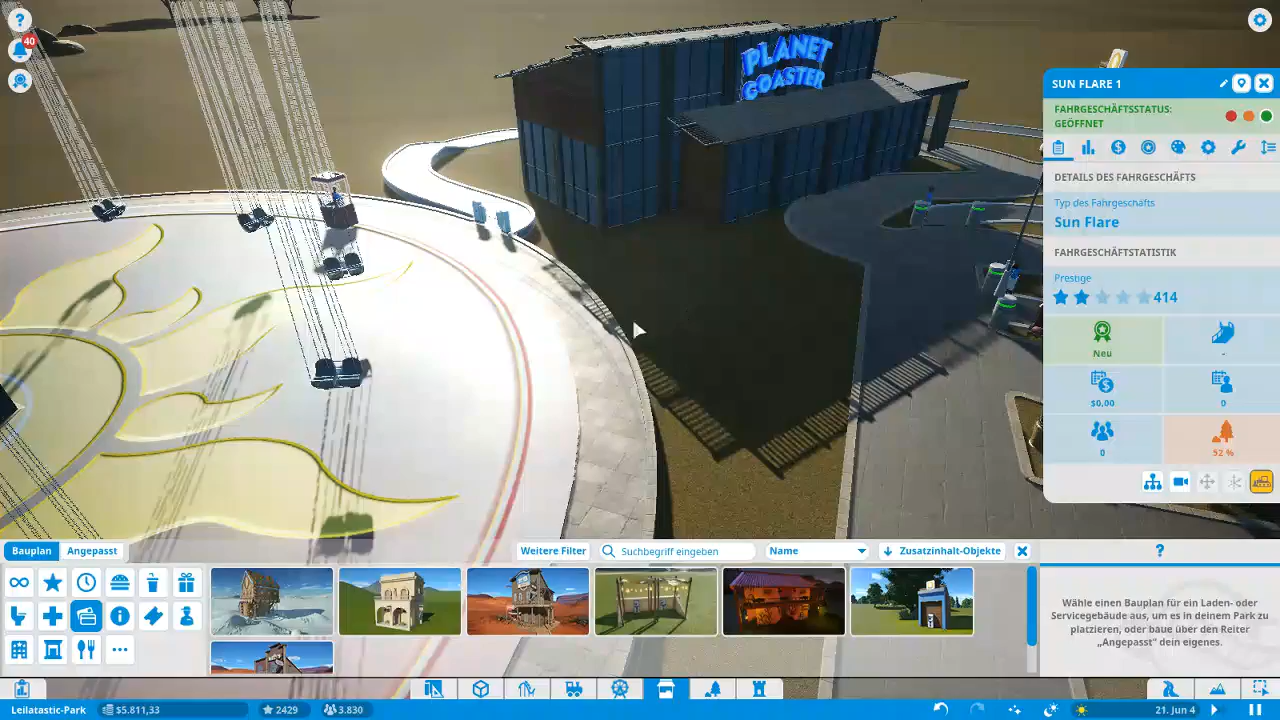 40
PLANET
COASTER
SUN FLARE 1
FAHRGESCHÄFTSSTATUS:
GEÖFFNET
DETAILS DES FAHRGESCHÄFTS
Typ des Fahrgeschäfts
Sun Flare
FAHRGESCHÄFTSTATISTIK
Prestige
414
Neu
-
$0,00
0
0
52 %
Bauplan
Angepasst
Weitere Filter
Suchbegriff eingeben
Name
Zusatzinhalt-Objekte
?
Wähle einen Bauplan für ein Laden- oder
Servicegebäude aus, um es in deinem Park zu
platzieren, oder baue über den Reiter
„Angepasst" dein eigenes.
Leilatastic-Park
$5.811,33
2429
3.830
21. Jun 4